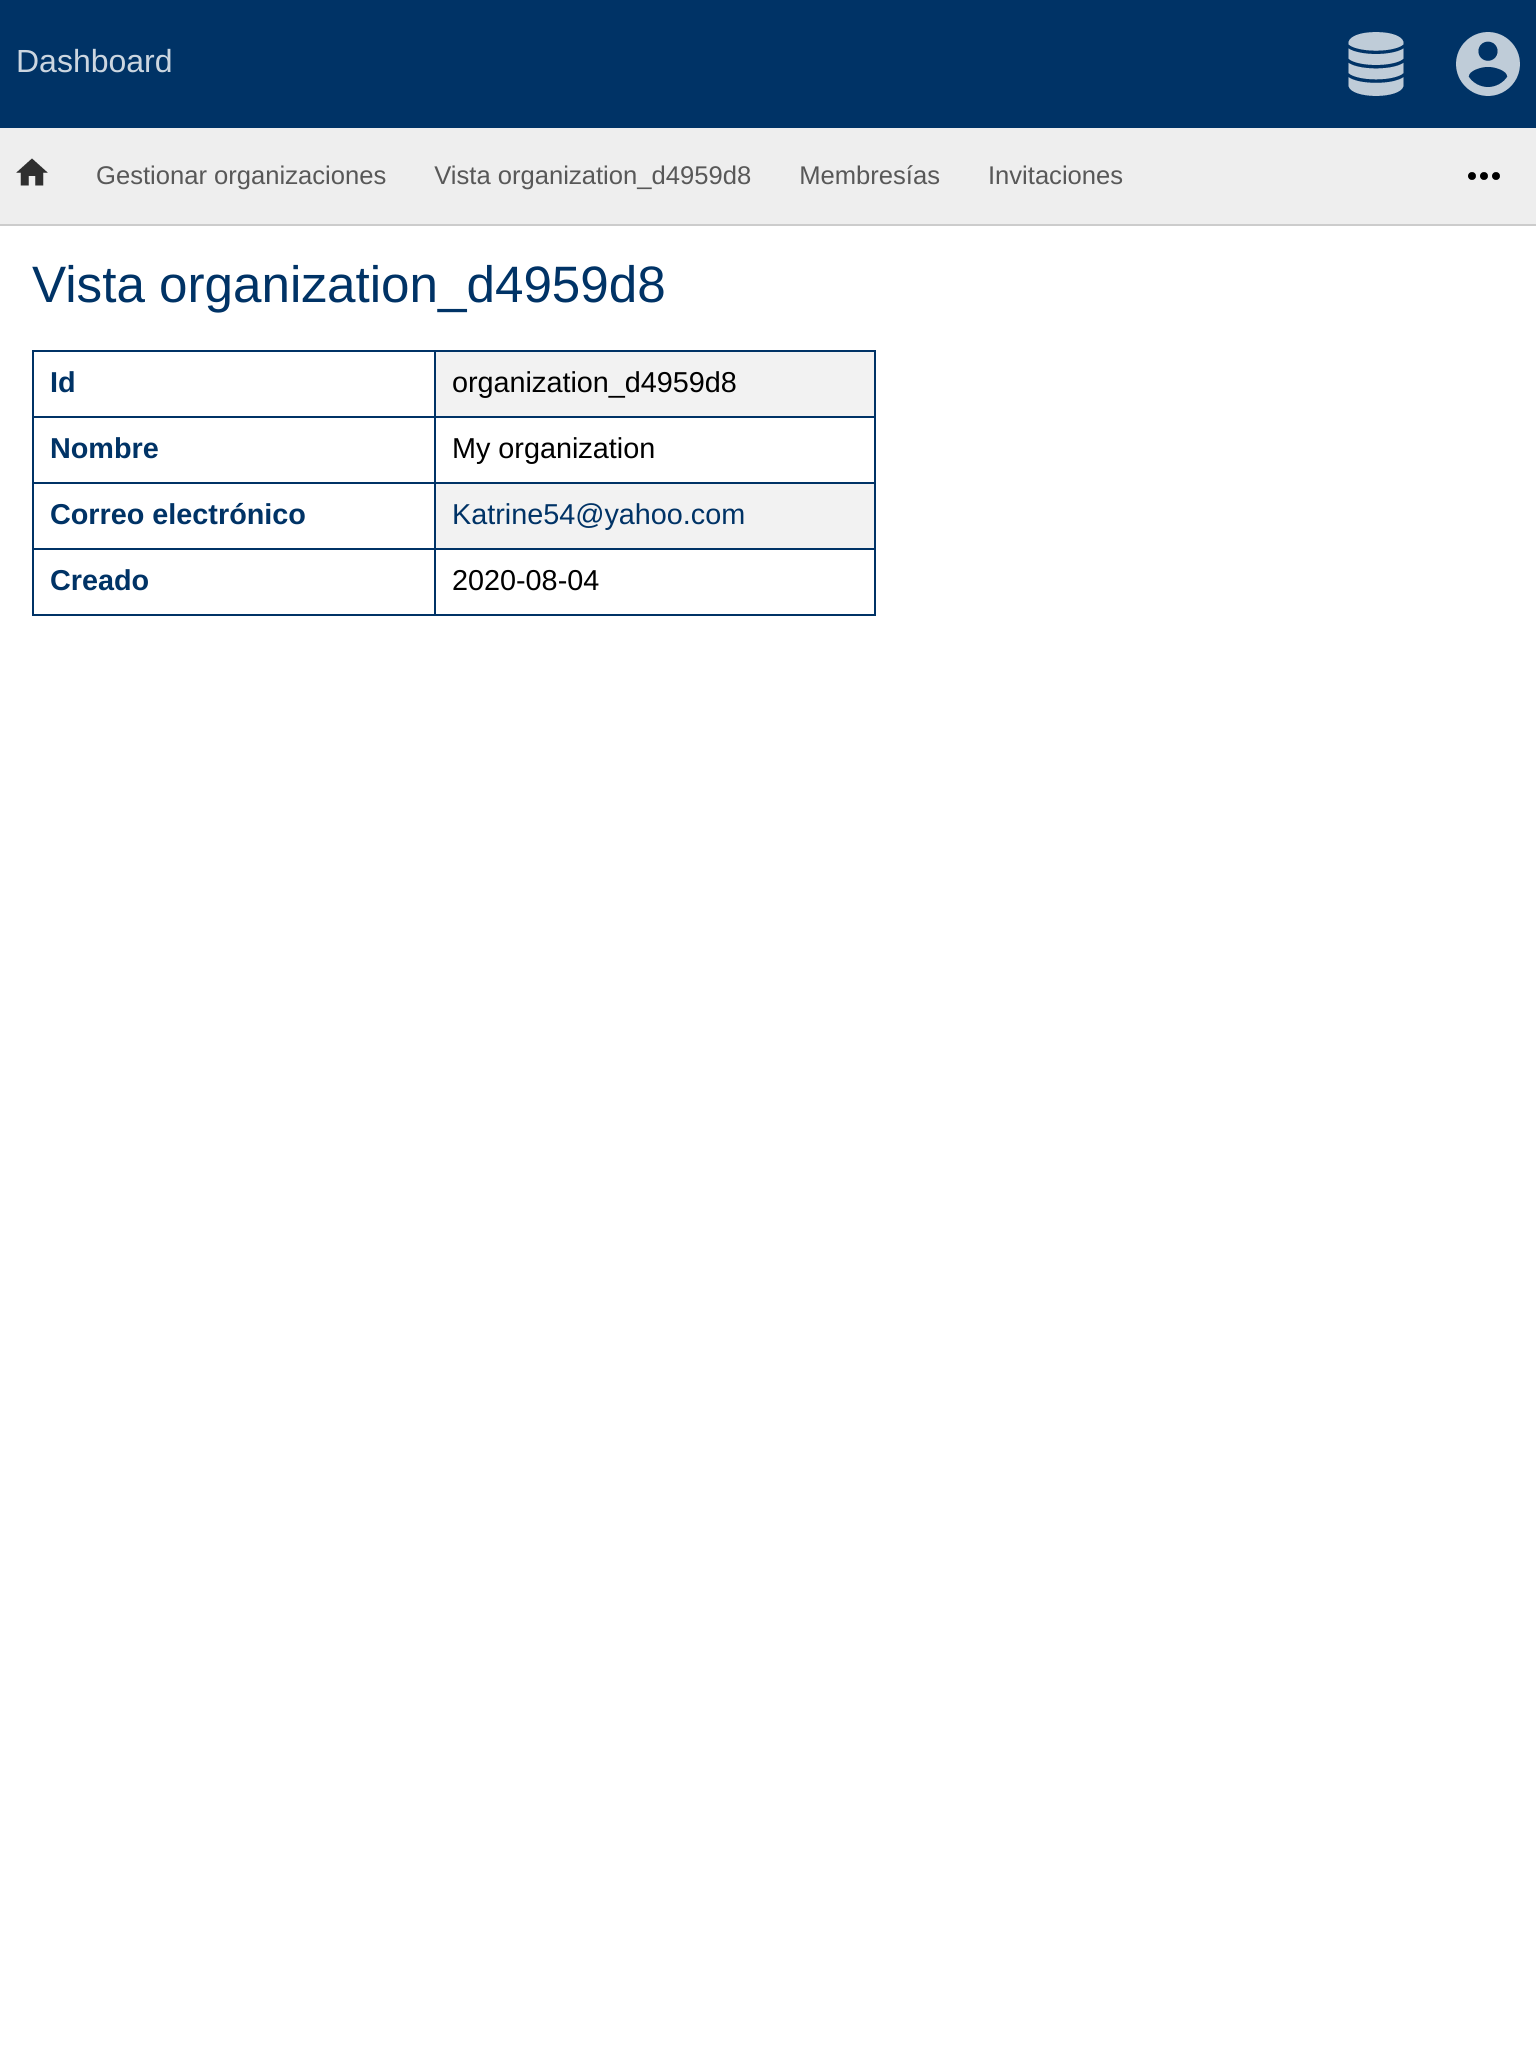 Dashboard
Gestionar organizaciones Vista organization_d4959d8 Membresías Invitaciones
Vista organization_d4959d8
Id organization_d4959d8
Nombre My organization
Correo electrónico Katrine54@yahoo.com
Creado 2020-08-04